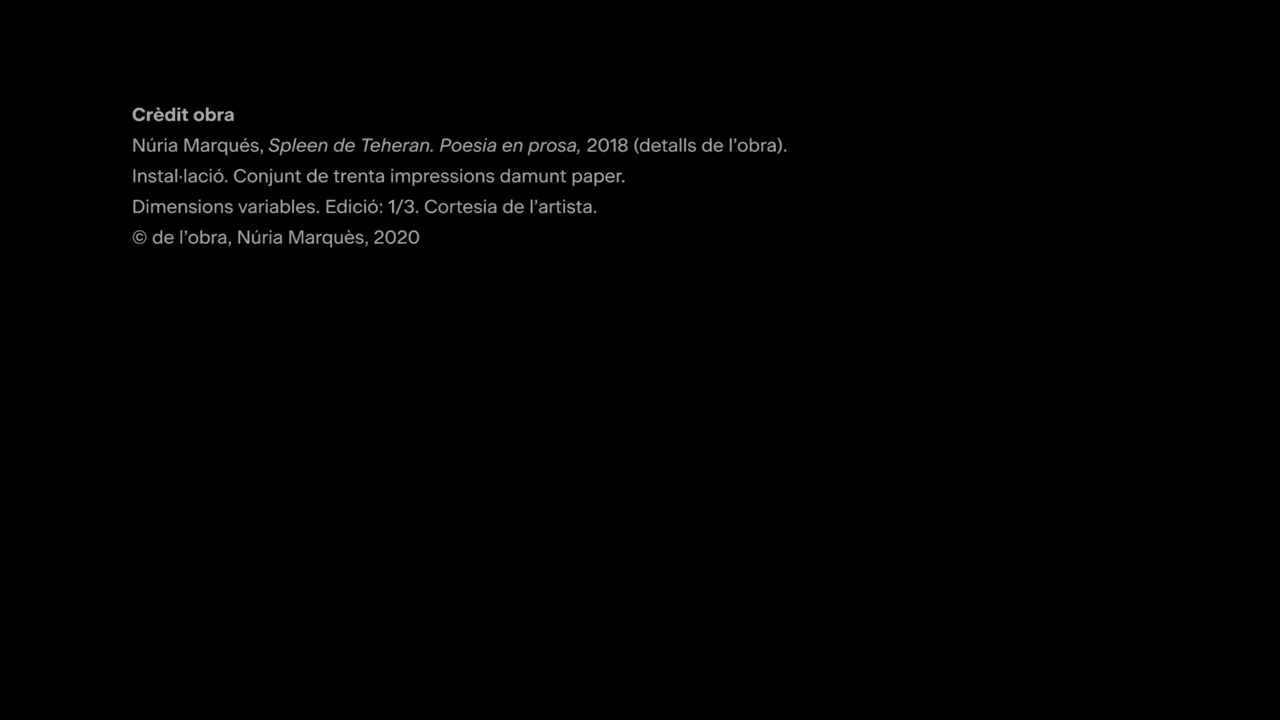 Crèdit obra
Núria Marqués, Spleen de Teheran. Poesia en prosa, 2018 (detalls de l’obra).
Instal·lació. Conjunt de trenta impressions damunt paper.
Dimensions variables. Edició: 1/3. Cortesia de l’artista.
© de l’obra, Núria Marquès, 2020